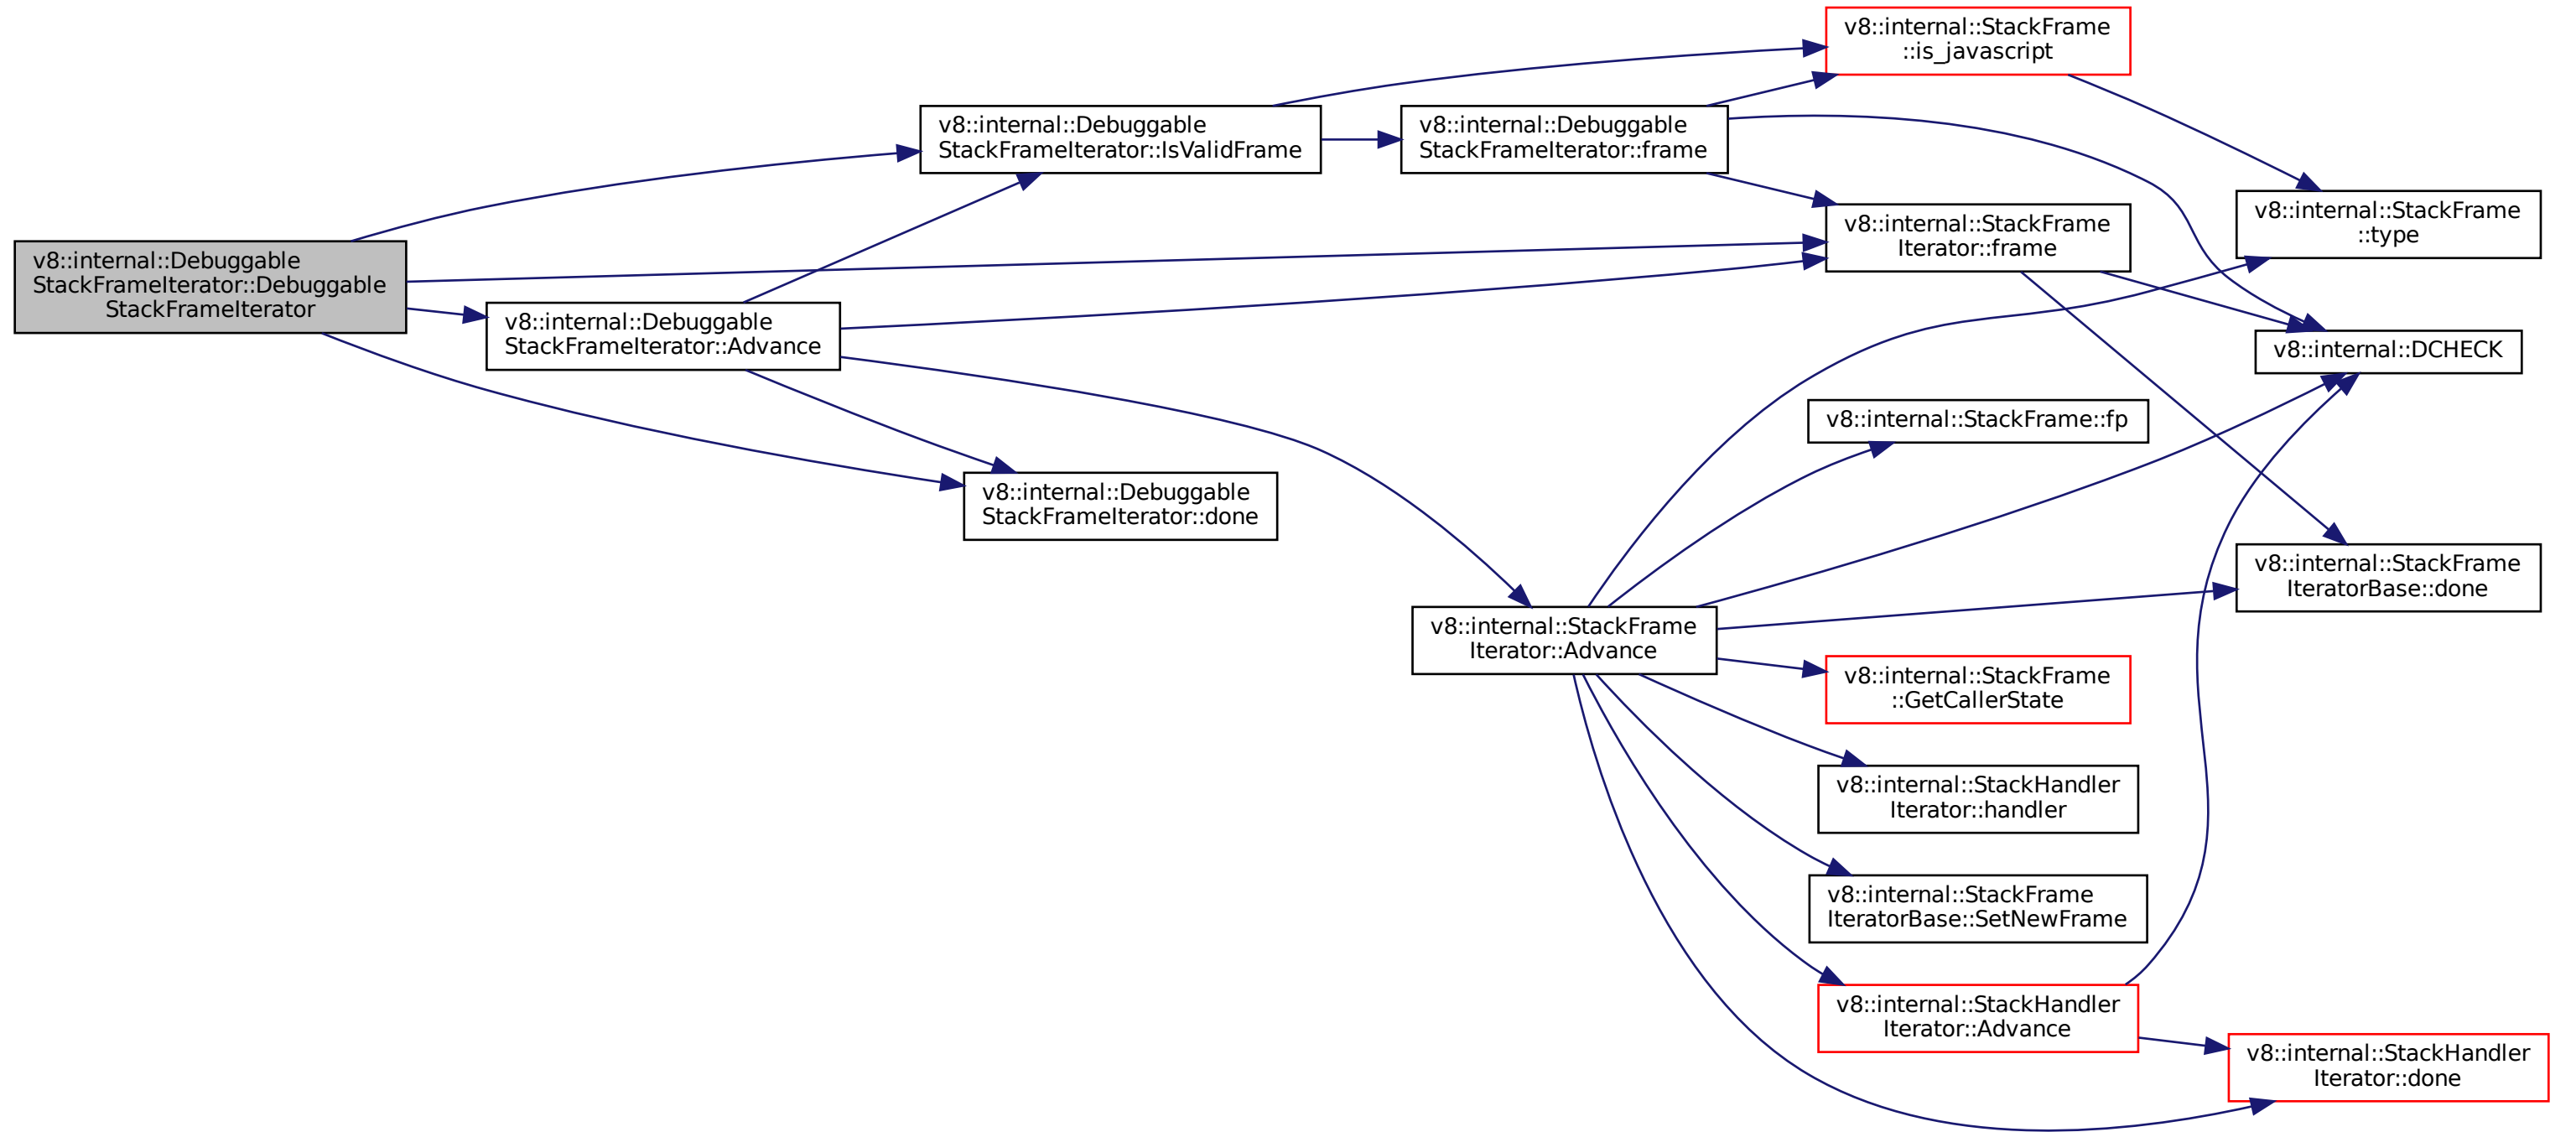 v8::internal::Debuggable
StackFrameIterator::Debuggable
StackFrameIterator
v8::internal::Debuggable
StackFrameIterator::Advance
v8::internal::Debuggable
StackFrameIterator::IsValidFrame
v8::internal::Debuggable
StackFrameIterator::done
v8::internal::Debuggable
StackFrameIterator::frame
v8::internal::StackFrame
Iterator::Advance
v8::internal::StackFrame
::is_javascript
v8::internal::StackFrame
Iterator::frame
v8::internal::StackFrame::fp
v8::internal::StackFrame
::GetCallerState
v8::internal::StackHandler
Iterator::handler
v8::internal::StackFrame
IteratorBase::SetNewFrame
v8::internal::StackHandler
Iterator::Advance
v8::internal::StackFrame
::type
v8::internal::DCHECK
v8::internal::StackFrame
IteratorBase::done
v8::internal::StackHandler
Iterator::done